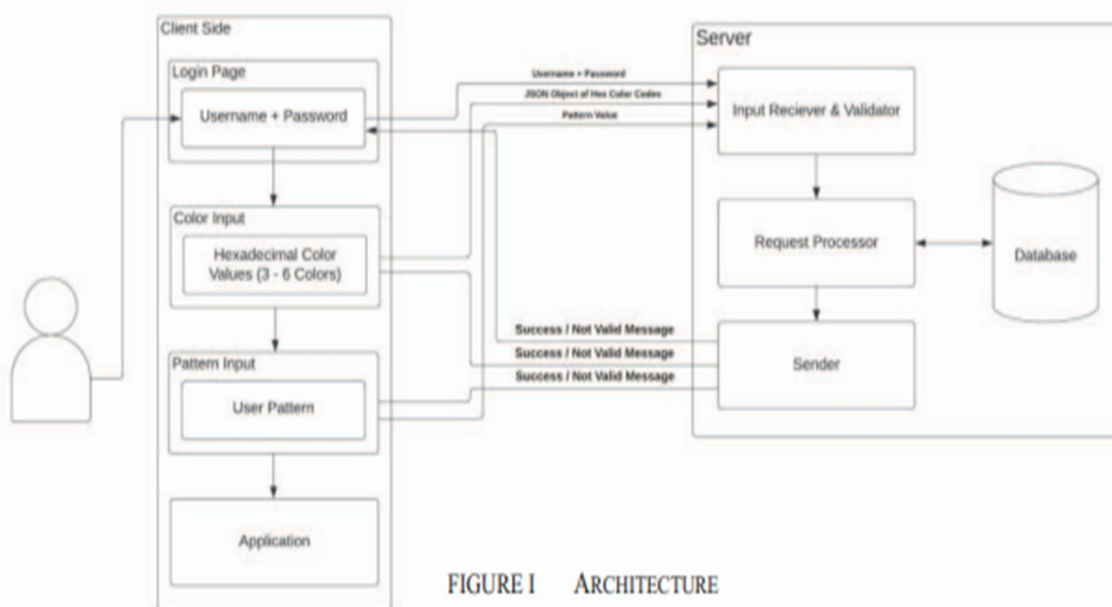 Client Side
Login Page
Username + Password
Color Input
Hexadecimal Color
Values (3 - 6 Colors)
Pattern Input
User Pattern
Application
Username + Password
JSON Object of Hex Color Codes
Pattern Value
Success / Not Valid Message
Success / Not Valid Message
Success / Not Valid Message
Server
Input Reciever & Validator
Request Processor
Sender
Database
FIGURE I ARCHITECTURE